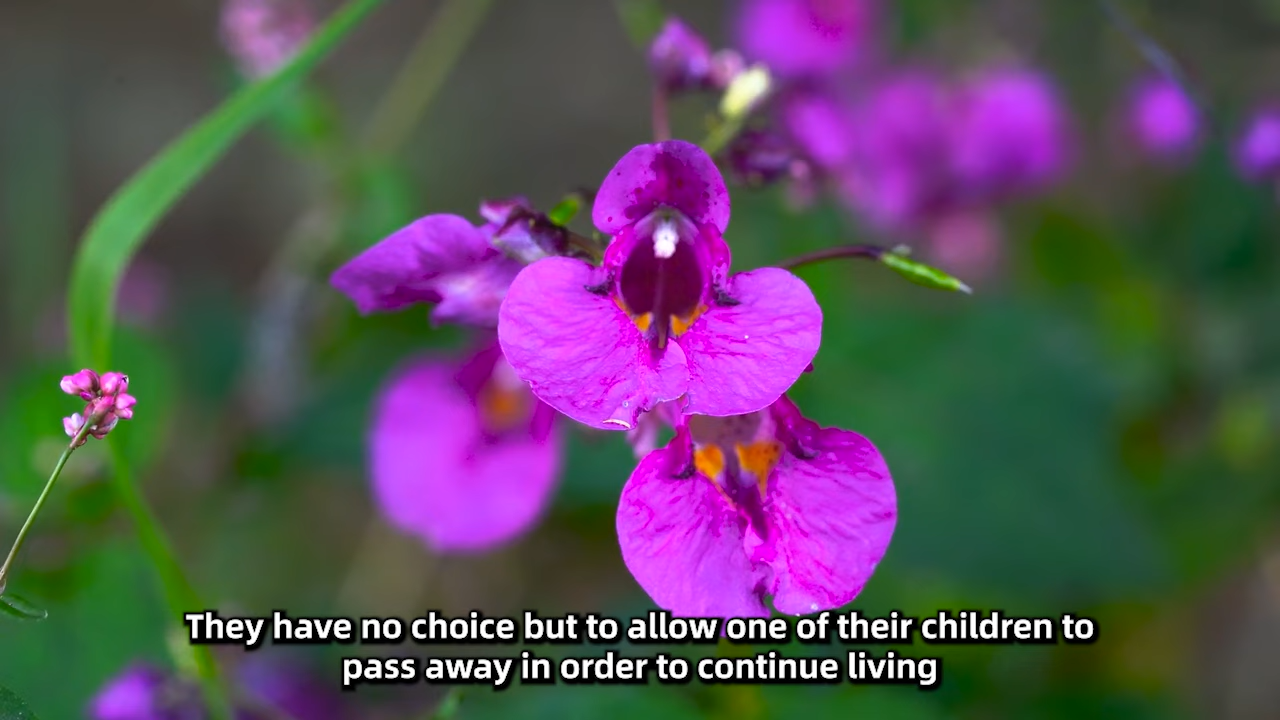 They have no choice but to allow one of their children to
pass away in order to continue living